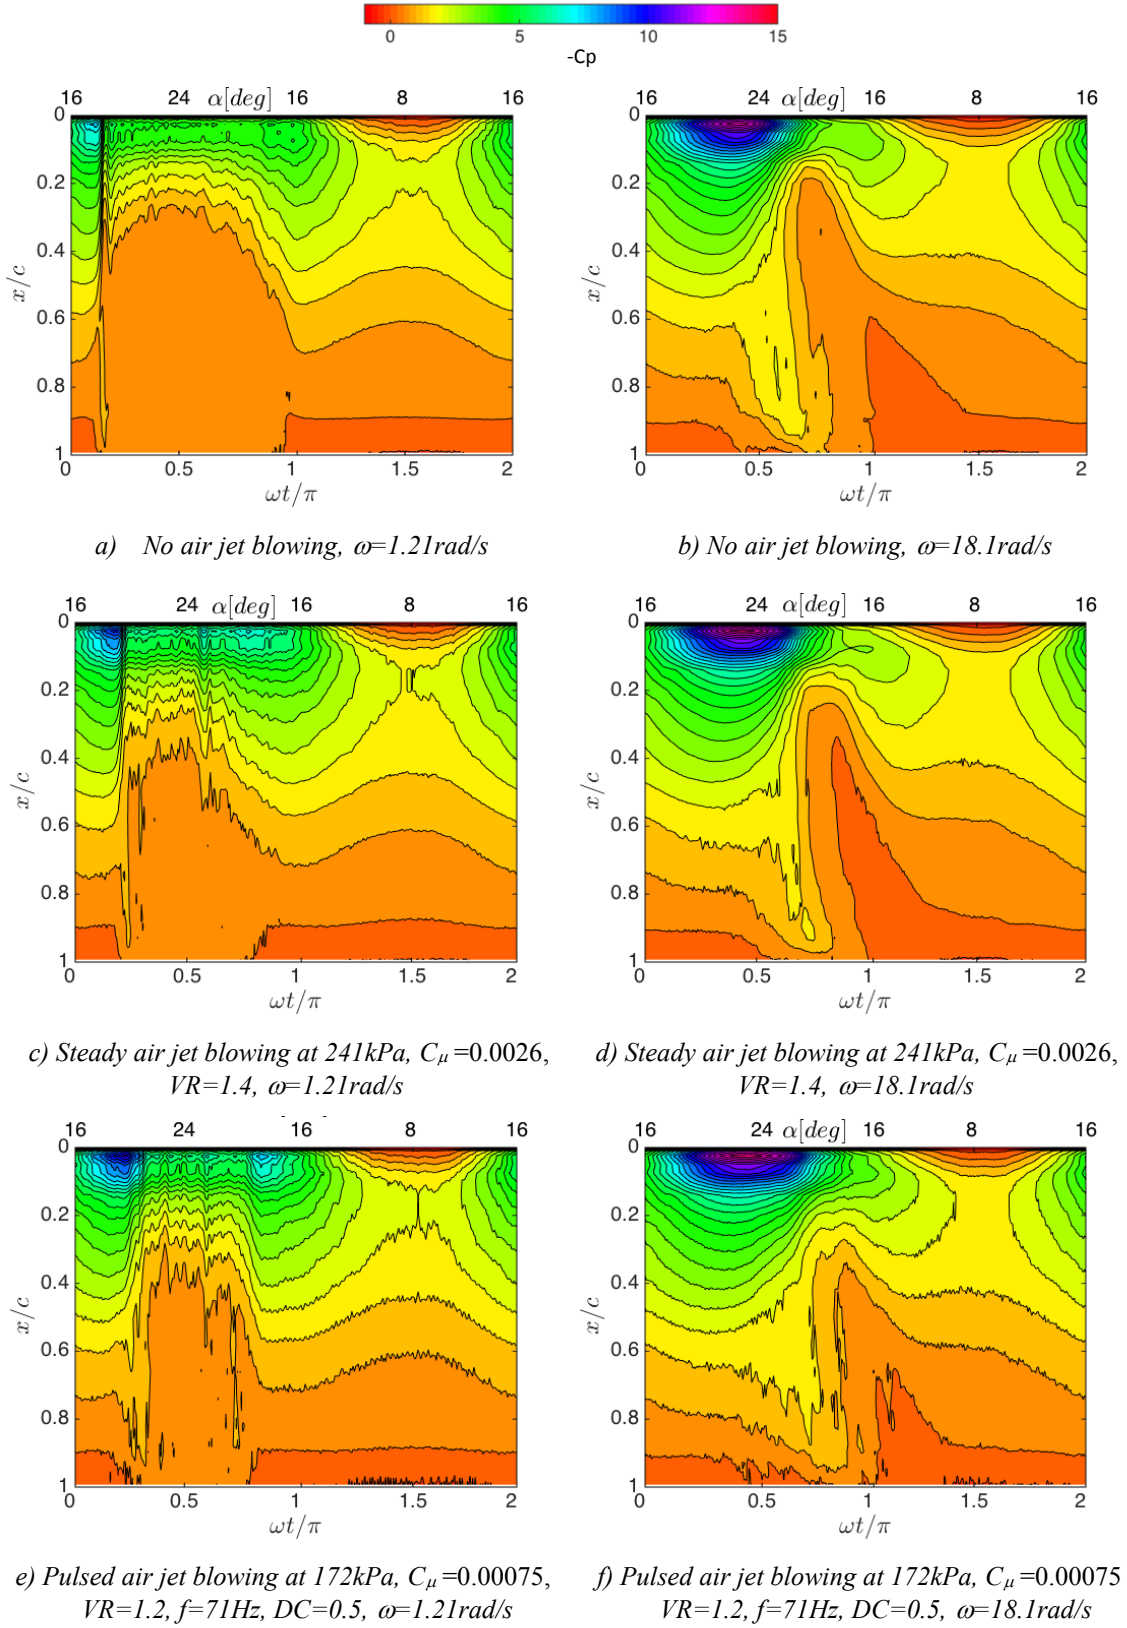 0 5 10 15
-Cp
16 24 α[deg] 16 8 16
0
0.2
0.4
x/c
0.6
0.8
1
0 0.5 1 1.5 2
ωt/π
a) No air jet blowing, ω=1.21rad/s
16 24 α[deg] 16 8 16
0
0.2
0.4
x/c
0.6
0.8
1
0 0.5 1 1.5 2
ωt/π
b) No air jet blowing, ω=18.1rad/s
16 24 α[deg] 16 8 16
0
0.2
0.4
x/c
0.6
0.8
1
0 0.5 1 1.5 2
ωt/π
c) Steady air jet blowing at 241kPa, Cμ =0.0026,
VR=1.4, ω=1.21rad/s
16 24 α[deg] 16 8 16
0
0.2
0.4
x/c
0.6
0.8
1
0 0.5 1 1.5 2
ωt/π
d) Steady air jet blowing at 241kPa, Cμ =0.0026,
VR=1.4, ω=18.1rad/s
16 24 α[deg] 16 8 16
0
0.2
0.4
x/c
0.6
0.8
1
0 0.5 1 1.5 2
ωt/π
e) Pulsed air jet blowing at 172kPa, Cμ =0.00075,
VR=1.2, f=71Hz, DC=0.5, ω=1.21rad/s
16 24 α[deg] 16 8 16
0
0.2
0.4
x/c
0.6
0.8
1
0 0.5 1 1.5 2
ωt/π
f) Pulsed air jet blowing at 172kPa, Cμ =0.00075
VR=1.2, f=71Hz, DC=0.5, ω=18.1rad/s